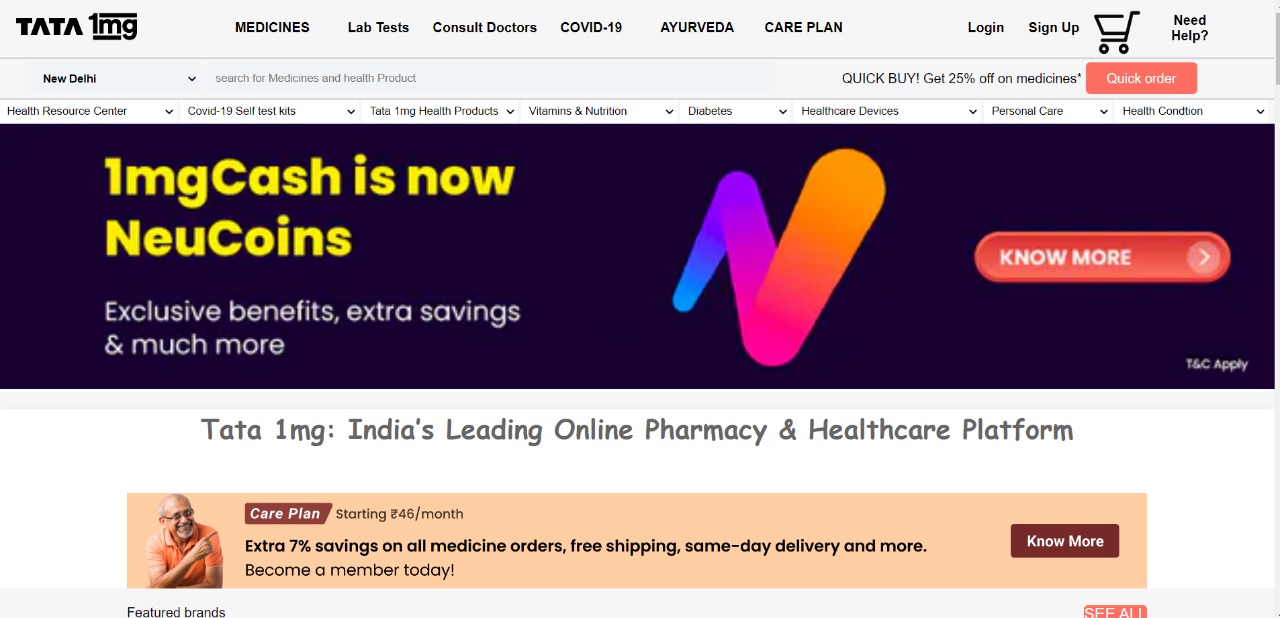 TATA 1mg
MEDICINES Lab Tests Consult Doctors COVID-19 AYURVEDA CARE PLAN Login Sign Up Need Help?
New Delhi search for Medicines and health Product QUICK BUY! Get 25% off on medicines* Quick order
Health Resource Center Covid-19 Self test kits Tata 1mg Health Products Vitamins & Nutrition Diabetes Healthcare Devices Personal Care Health Condtion
1mgCash is now
NeuCoins
Exclusive benefits, extra savings
& much more
KNOW MORE
T&C Apply
Tata 1mg: India's Leading Online Pharmacy & Healthcare Platform
Care Plan Starting ₹46/month
Extra 7% savings on all medicine orders, free shipping, same-day delivery and more.
Become a member today!
Know More
Featured brands SEE ALL